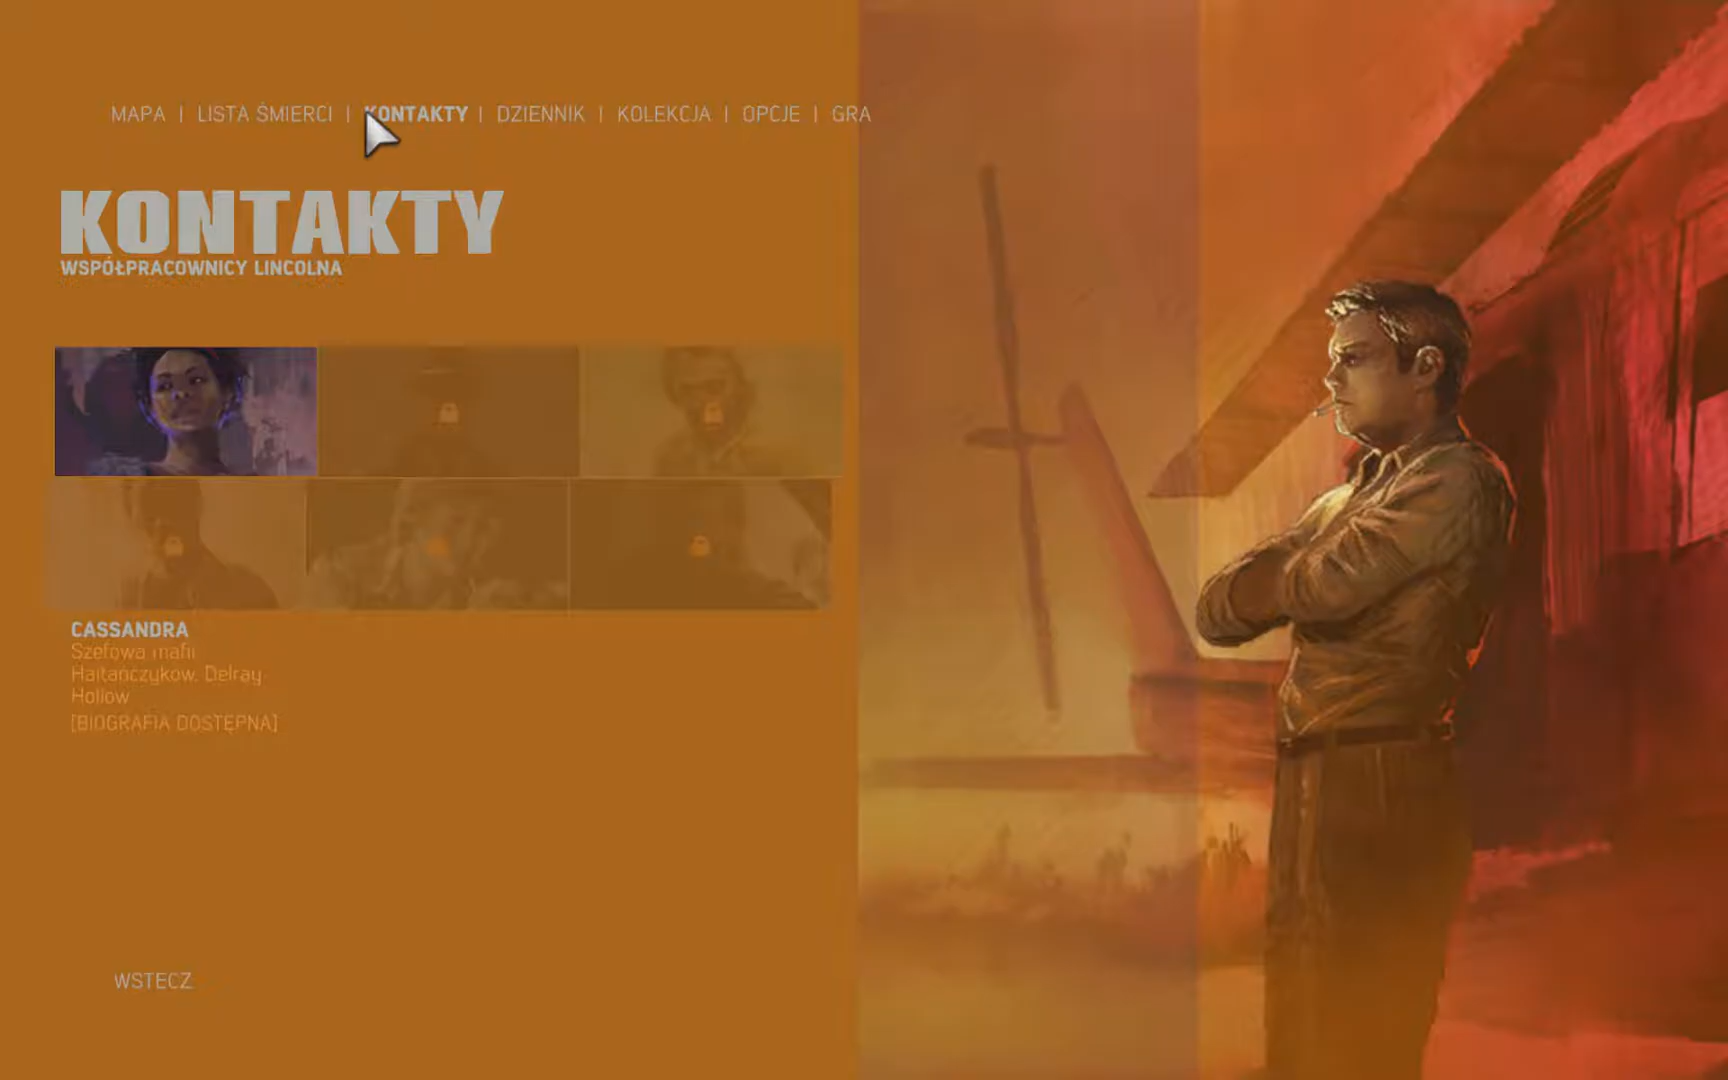 MAPA | LISTA ŚMIERCI | KONTAKTY | DZIENNIK | KOLEKCJA | OPCJE | GRA
KONTAKTY
WSPÓŁPRACOWNICY LINCOLNA
CASSANDRA
Szefowa mafii
Haitańczyków, Delray
Hollow
[BIOGRAFIA DOSTĘPNA]
WSTECZ